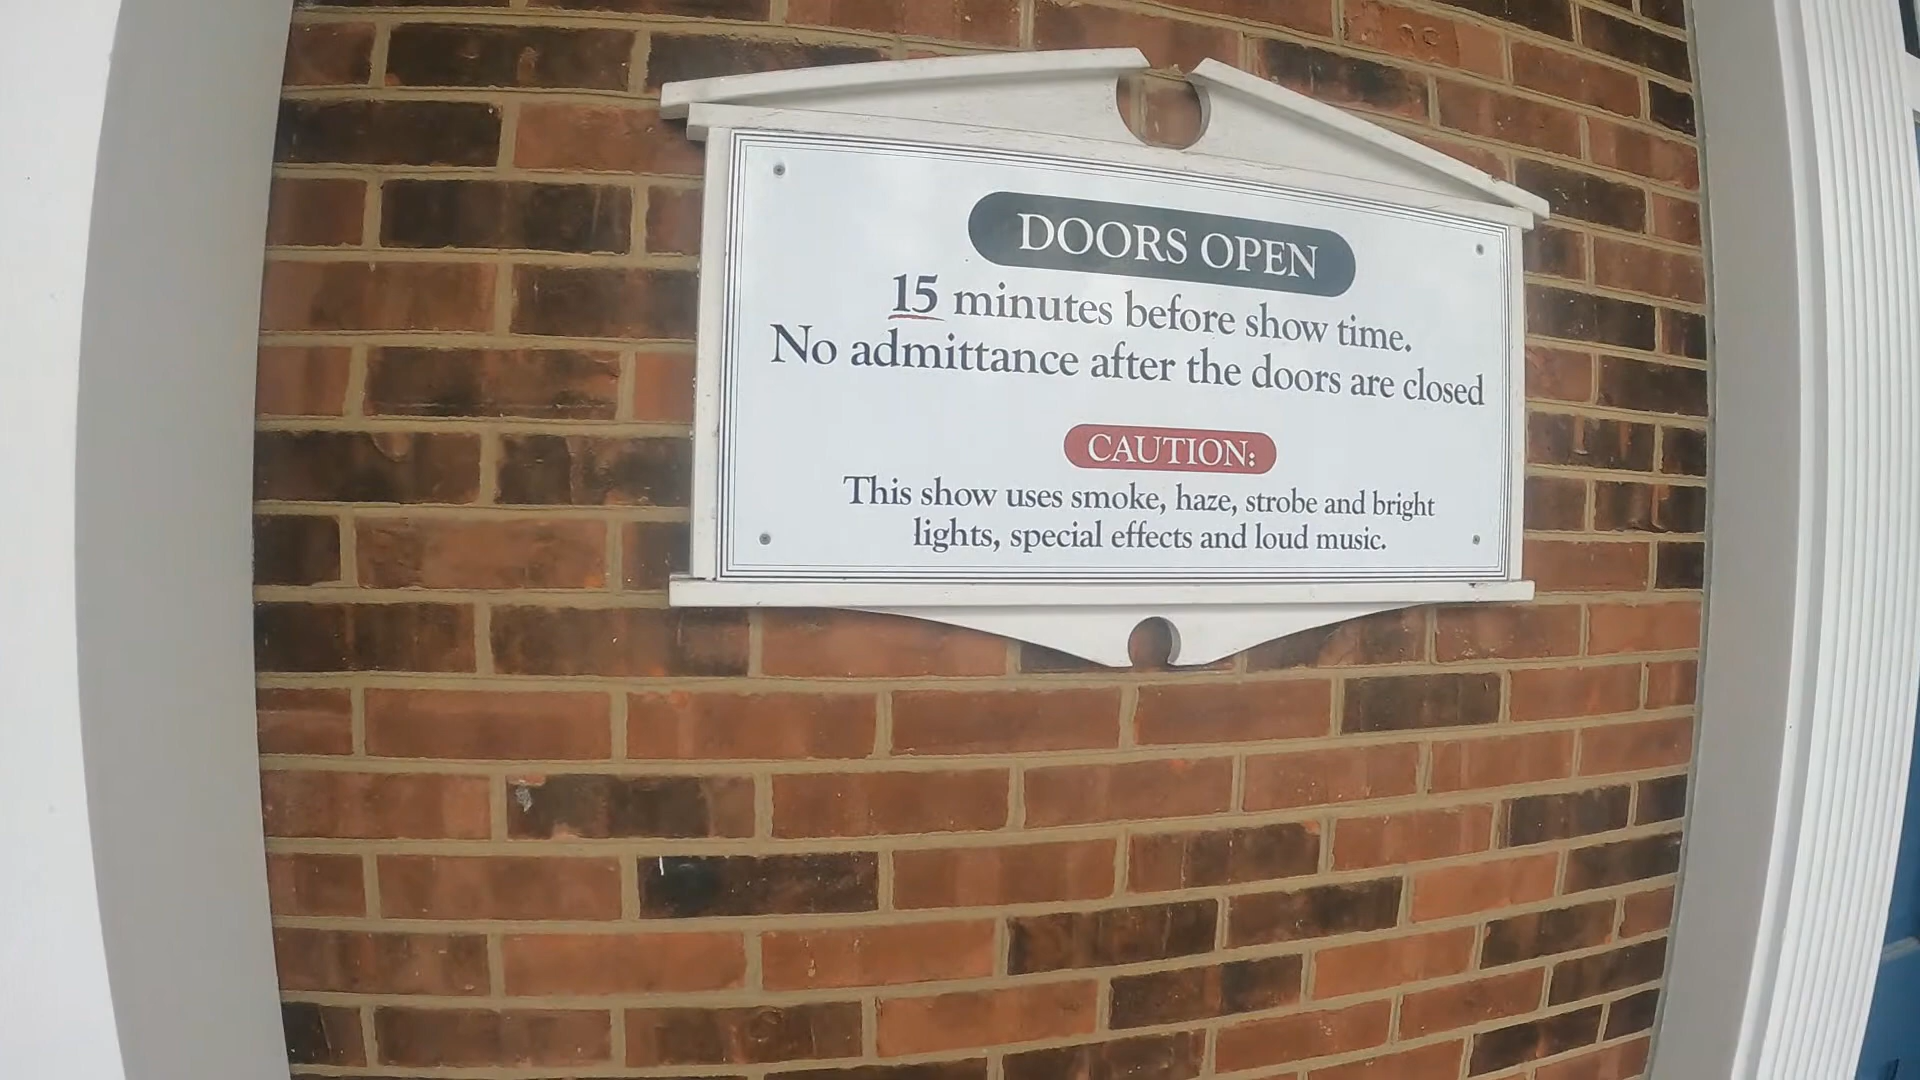 DOORS OPEN
15 minutes before show time.
No admittance after the doors are closed
CAUTION:
This show uses smoke, haze, strobe and bright
lights, special effects and loud music.